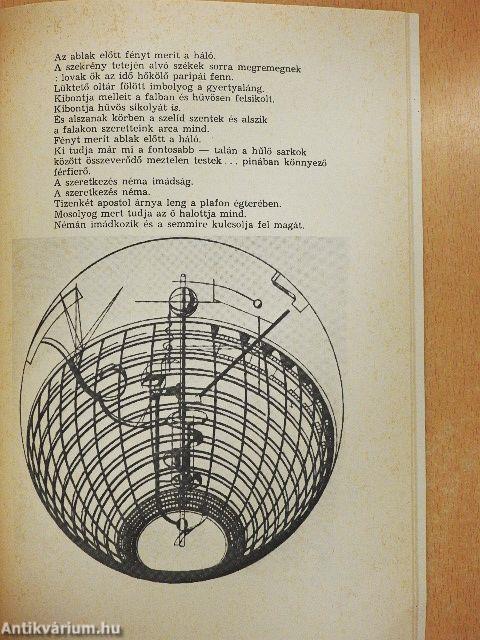 Az ablak előtt fényt merit a háló.
A szekrény tetején alvó székek sorra megremegnek
: lovak ők az idő hőkölő paripái fenn.
Lüktető oltár fölött imbolyog a gyertyaláng.
Kibontja melleit a falban és hűvösen felsikolt.
Kibontja hűvös sikolyát is.
És alszanak körben a szelíd szentek és alszik
a falakon szeretteink arca mind.
Fényt merit ablak előtt a háló.
Ki tudja már mi a fontosabb — talán a hűlő sarkok
között összeverődő meztelen testek... pinában könnyező
férfierő.
A szeretkezés néma imádság.
A szeretkezés néma.
Tizenkét apostol árnya leng a plafon égterében.
Mosolyog mert tudja az ő halottja mind.
Némán imádkozik és a semmire kulcsolja fel magát.
Antikvárium.hu